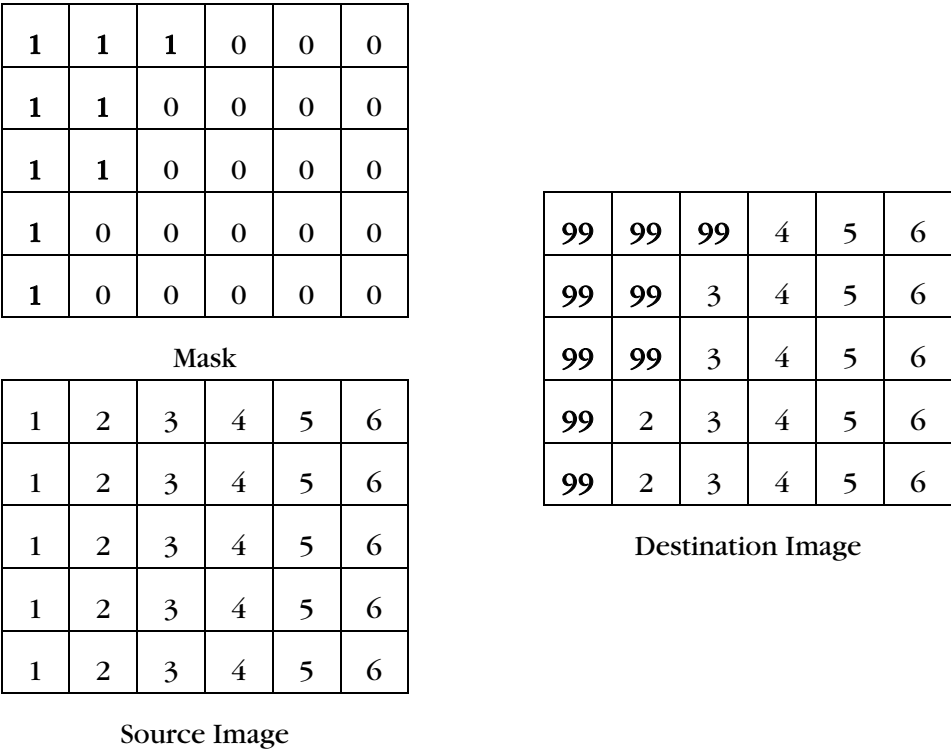 1 1 1 0 0 0
1 1 0 0 0 0
1 1 0 0 0 0
1 0 0 0 0 0
1 0 0 0 0 0
Mask
1 2 3 4 5 6
1 2 3 4 5 6
1 2 3 4 5 6
1 2 3 4 5 6
1 2 3 4 5 6
Source Image
99 99 99 4 5 6
99 99 3 4 5 6
99 99 3 4 5 6
99 2 3 4 5 6
99 2 3 4 5 6
Destination Image